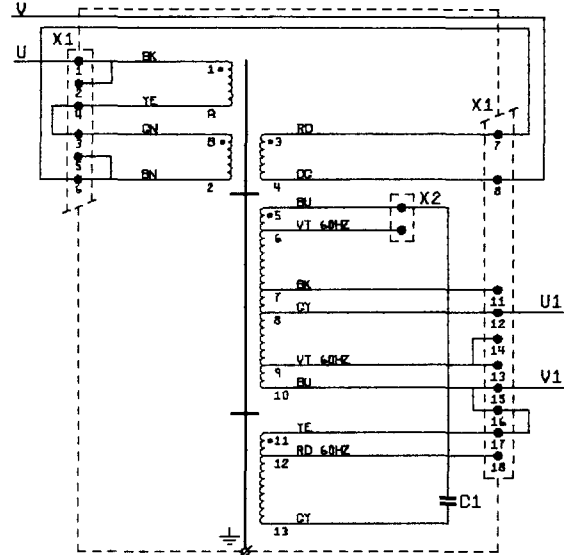 V
X1
U
BK
1
1
2
X1
4
YE
A
3
GN
B
3
RD
7
5
6
BN
2
4
OG
8
X2
BU
5
VT 60HZ
6
BK
7
11
U1
GY
8
12
14
VT 60HZ
9
13
V1
BU
10
15
16
YE
11
17
RD 60HZ
12
18
C1
GY
13